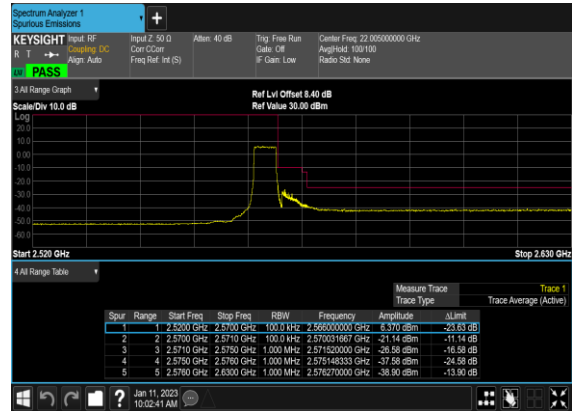 Spectrum Analyzer 1
Spurious Emissions
KEYSIGHT Input: RF Input Z: 50 Ω Atten: 40 dB Trig: Free Run Center Freq: 22.005000000 GHz
R T Coupling: DC Corr CCorr Gate: Off Avg|Hold: 100/100
Align: Auto Freq Ref: Int (S) IF Gain: Low Radio Std: None
PASS
3 All Range Graph
Ref Lvl Offset 8.40 dB
Scale/Div 10.0 dB Ref Value 30.00 dBm
Log
20.0
10.0
0.00
-10.0
-20.0
-30.0
-40.0
-50.0
-60.0
Start 2.520 GHz Stop 2.630 GHz
4 All Range Table
Measure Trace Trace 1
Trace Type Trace Average (Active)
Spur Range Start Freq Stop Freq RBW Frequency Amplitude ΔLimit
1 1 2.5200 GHz 2.5700 GHz 100.0 kHz 2.566000000 GHz 6.370 dBm -23.63 dB
2 2 2.5700 GHz 2.5710 GHz 100.0 kHz 2.570031667 GHz -21.14 dBm -11.14 dB
3 3 2.5710 GHz 2.5750 GHz 1.000 MHz 2.571520000 GHz -26.58 dBm -16.58 dB
4 4 2.5750 GHz 2.5760 GHz 1.000 MHz 2.575148333 GHz -37.58 dBm -24.58 dB
5 5 2.5760 GHz 2.6300 GHz 1.000 MHz 2.576270000 GHz -38.90 dBm -13.90 dB
Jan 11, 2023
10:02:41 AM